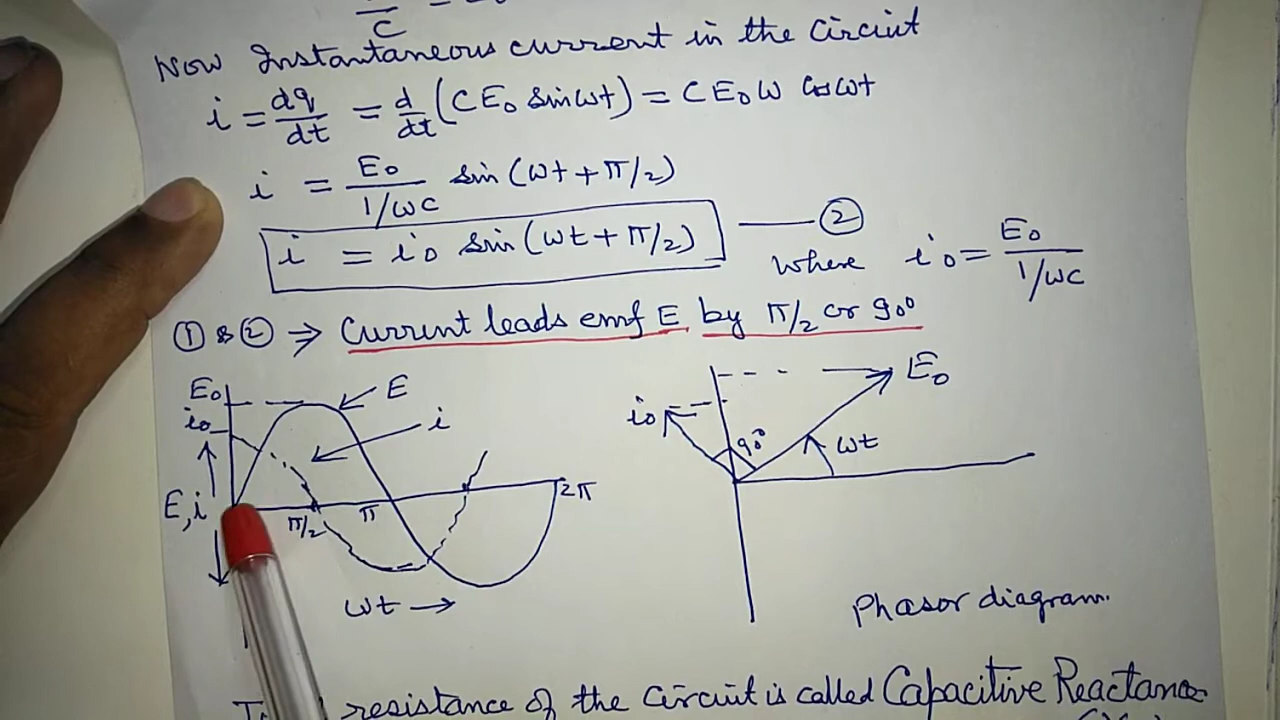 C
Now Instantaneous current in the Circuit
i = dq/dt = d/dt (CE₀ sinωt) = CE₀ω cosωt
i = E₀/(1/ωC) sin(ωt + π/2)
i = i₀ sin(ωt + π/2) —— ② where i₀ = E₀/(1/ωC)
① & ② ⇒ Current leads emf E by π/2 or 90°
E₀ E
i₀ i
E, i
π/2 π 2π
ωt →
E₀
i₀
90° ωt
Phasor diagram.
resistance of the Circuit is called Capacitive Reactance